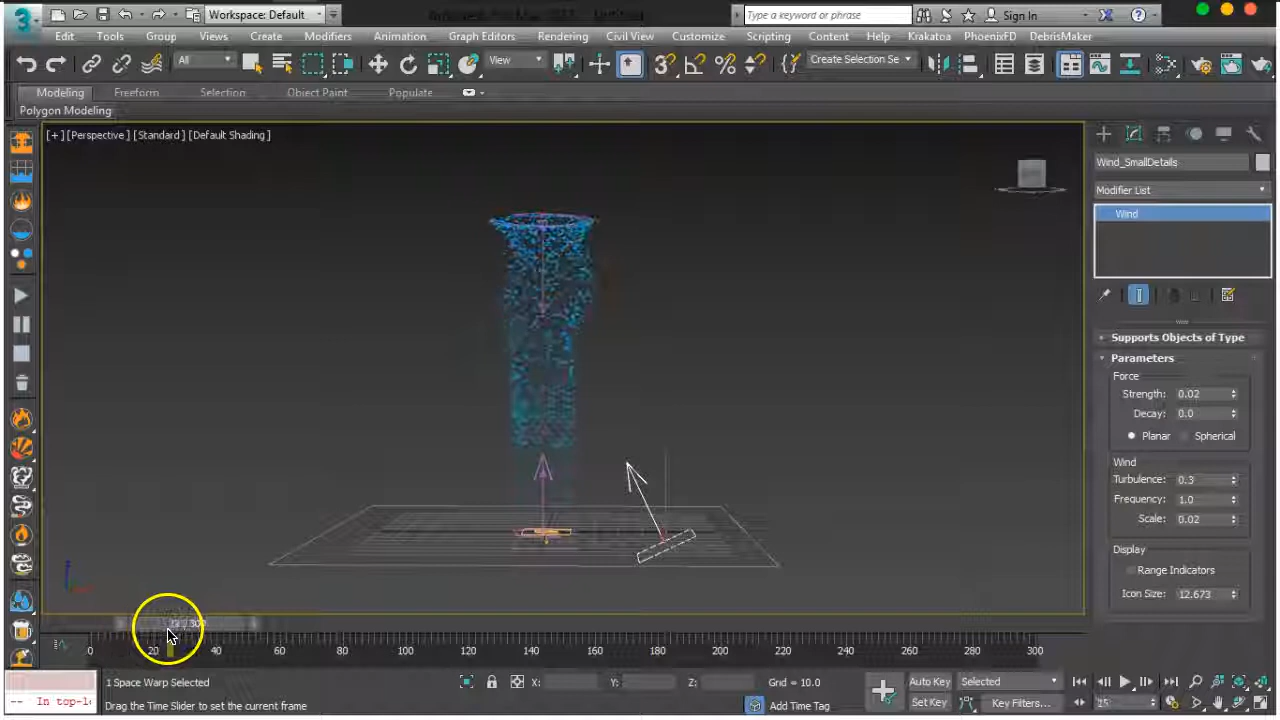 3 Workspace: Default Type a keyword or phrase Sign In
Edit Tools Group Views Create Modifiers Animation Graph Editors Rendering Civil View Customize Scripting Content Help Krakatoa PhoenixFD DebrisMaker
All View Create Selection Se
Modeling Freeform Selection Object Paint Populate
Polygon Modeling
[+] [Perspective] [Standard] [Default Shading]
Wind_SmallDetails
Modifier List
Wind
Supports Objects of Type
Parameters
Force
Strength: 0.02
Decay: 0.0
Planar Spherical
Wind
Turbulence: 0.3
Frequency: 1.0
Scale: 0.02
Display
Range Indicators
Icon Size: 12.673
0 20 40 60 80 100 120 140 160 180 200 220 240 260 280 300
1 Space Warp Selected X: Y: Z: Grid = 10.0 Auto Key Selected
-- In top-l Drag the Time Slider to set the current frame Add Time Tag Set Key Key Filters...